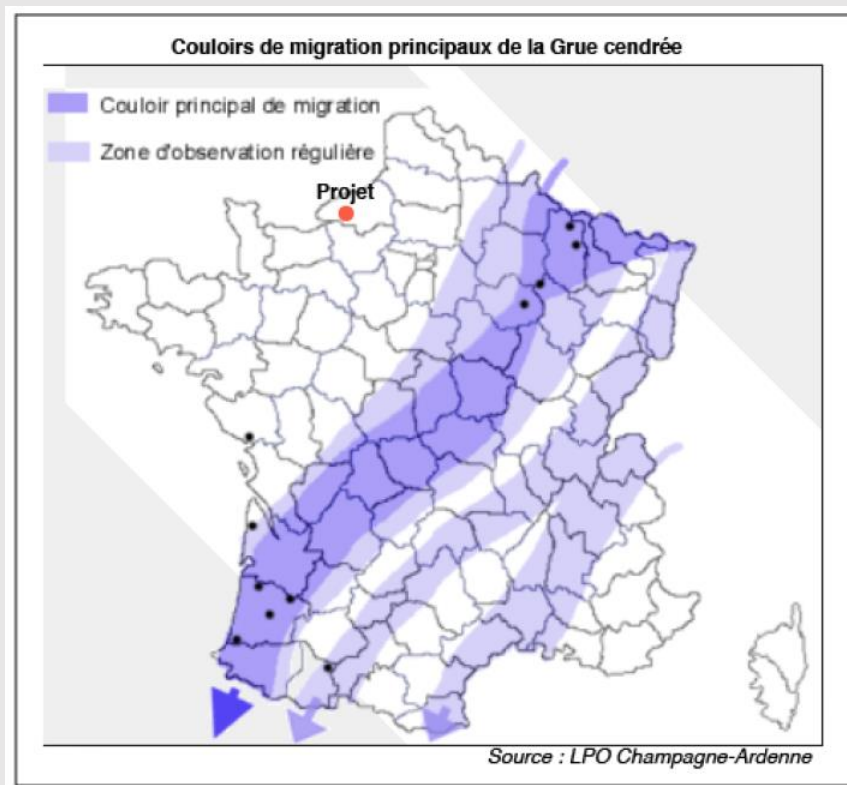 Couloirs de migration principaux de la Grue cendrée
Couloir principal de migration
Zone d'observation régulière
Projet
Source : LPO Champagne-Ardenne